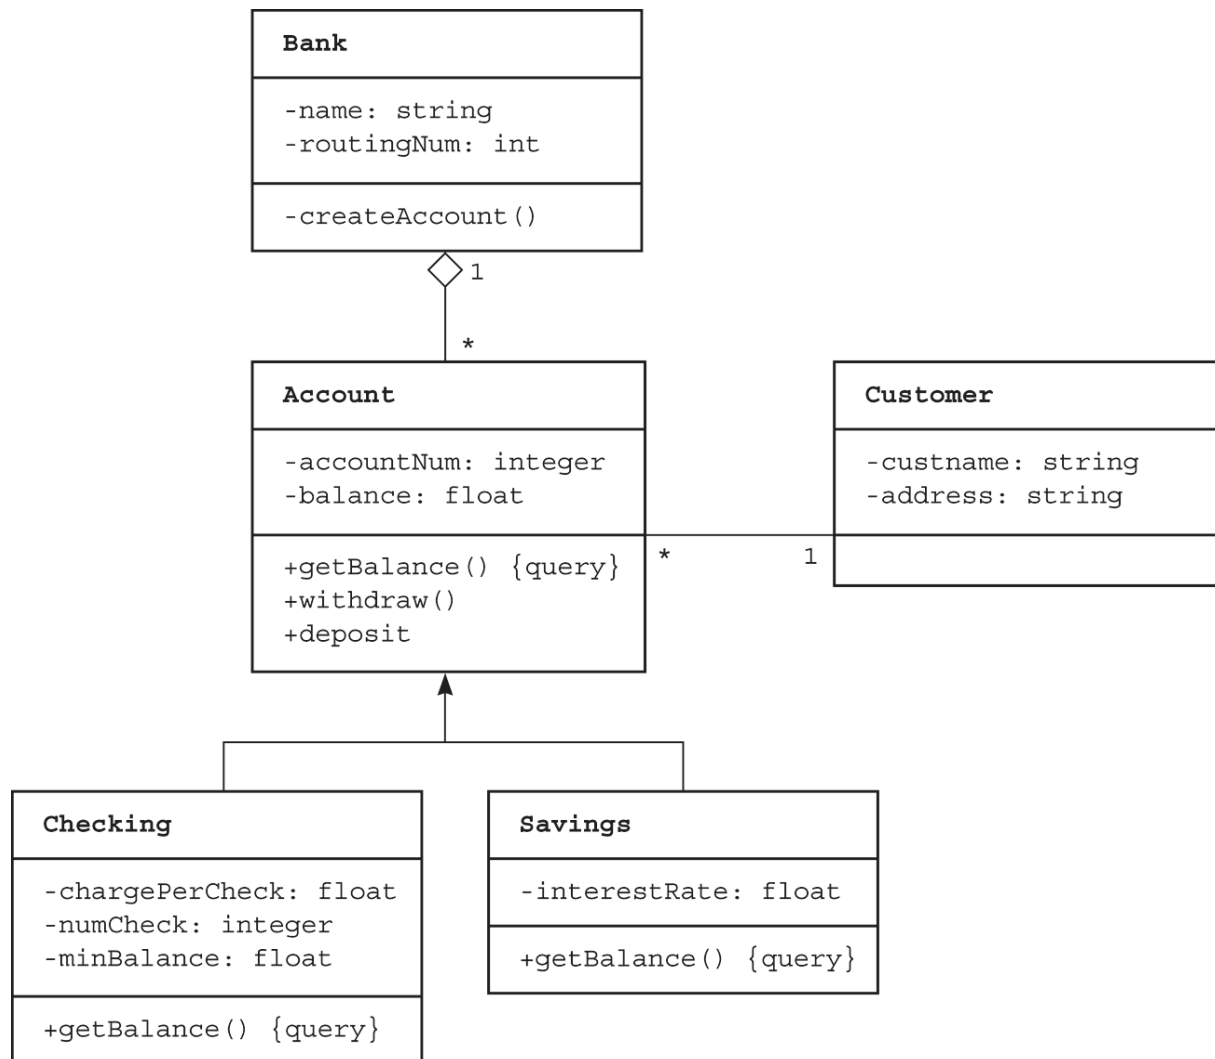 Bank
-name: string
-routingNum: int
-createAccount()
1
*
Account
-accountNum: integer
-balance: float
+getBalance() {query}
+withdraw()
+deposit
*
1
Customer
-custname: string
-address: string
Checking
-chargePerCheck: float
-numCheck: integer
-minBalance: float
+getBalance() {query}
Savings
-interestRate: float
+getBalance() {query}